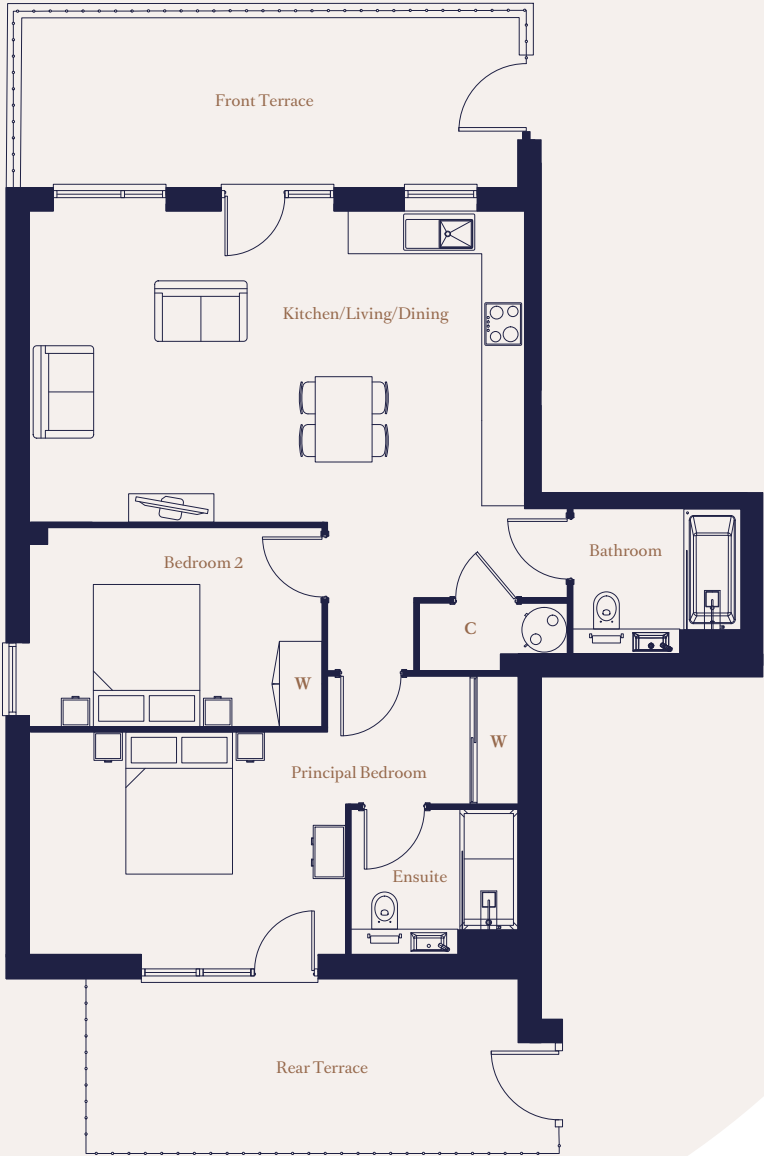 Front Terrace
Kitchen/Living/Dining
Bedroom 2
Bathroom
C
W
W
Principal Bedroom
Ensuite
Rear Terrace